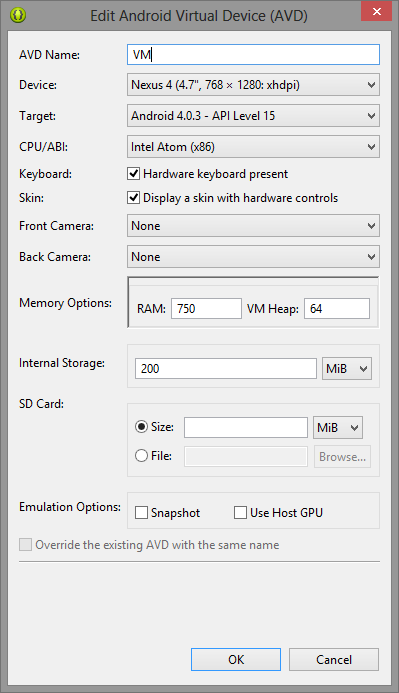 Edit Android Virtual Device (AVD)
AVD Name: VM
Device: Nexus 4 (4.7", 768 × 1280: xhdpi)
Target: Android 4.0.3 - API Level 15
CPU/ABI: Intel Atom (x86)
Keyboard: Hardware keyboard present
Skin: Display a skin with hardware controls
Front Camera: None
Back Camera: None
Memory Options: RAM: 750 VM Heap: 64
Internal Storage: 200 MiB
SD Card:
Size: MiB
File: Browse...
Emulation Options: Snapshot Use Host GPU
Override the existing AVD with the same name
OK Cancel